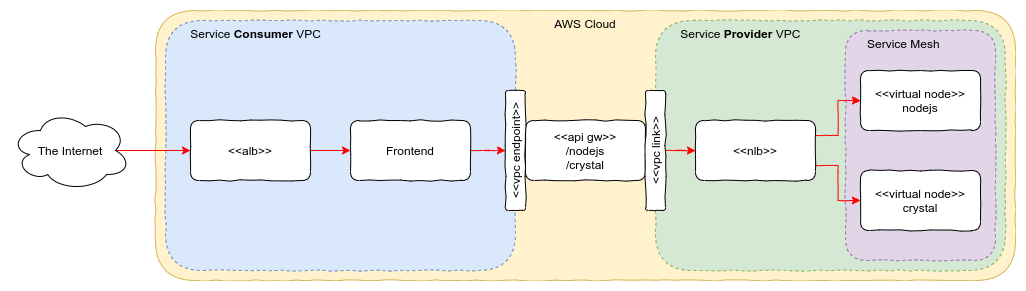 AWS Cloud
Service Consumer VPC
Service Provider VPC
Service Mesh
The Internet
<<alb>>
Frontend
<<vpc endpoint>>
<<api gw>>
/nodejs
/crystal
<<vpc link>>
<<nlb>>
<<virtual node>>
nodejs
<<virtual node>>
crystal